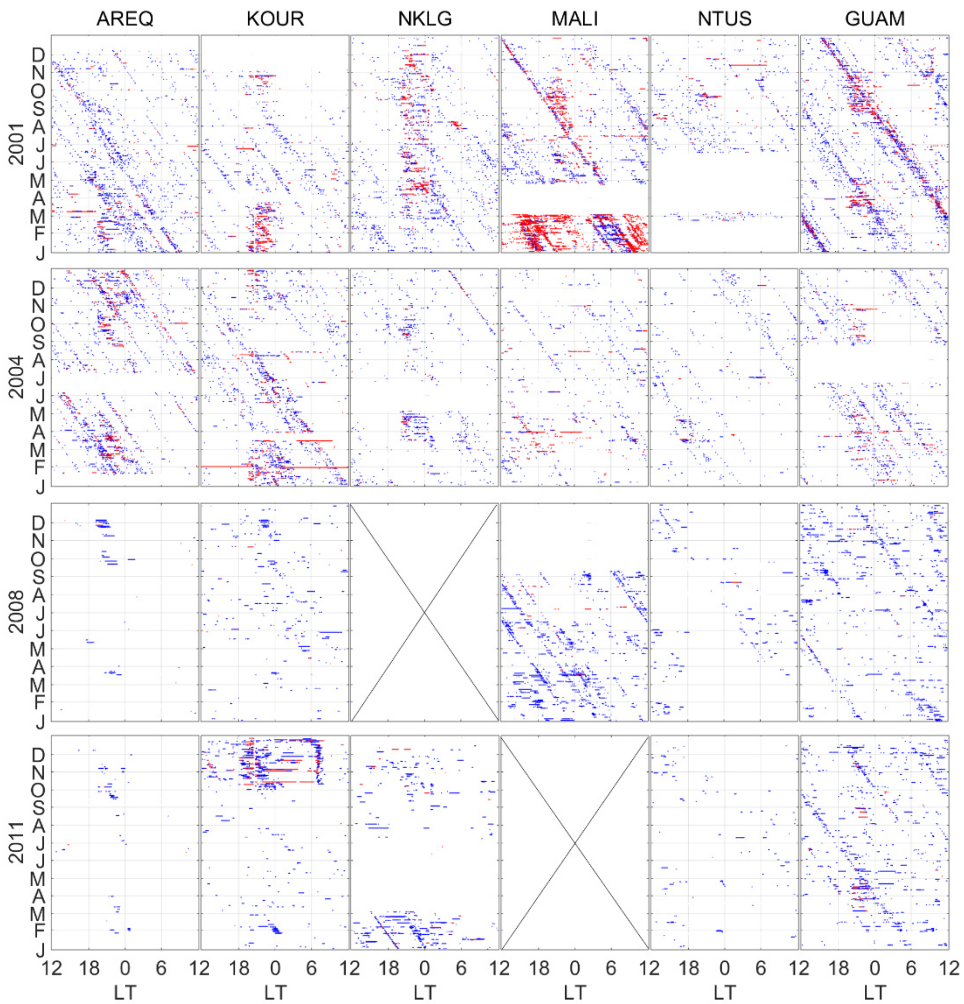 AREQ KOUR NKLG MALI NTUS GUAM
2001
D
N
O
S
A
J
J
M
A
M
F
J
2004
D
N
O
S
A
J
J
M
A
M
F
J
2008
D
N
O
S
A
J
J
M
A
M
F
J
2011
D
N
O
S
A
J
J
M
A
M
F
J
12 18 0 6 12 18 0 6 12 18 0 6 12 18 0 6 12 18 0 6 12 18 0 6 12
LT LT LT LT LT LT